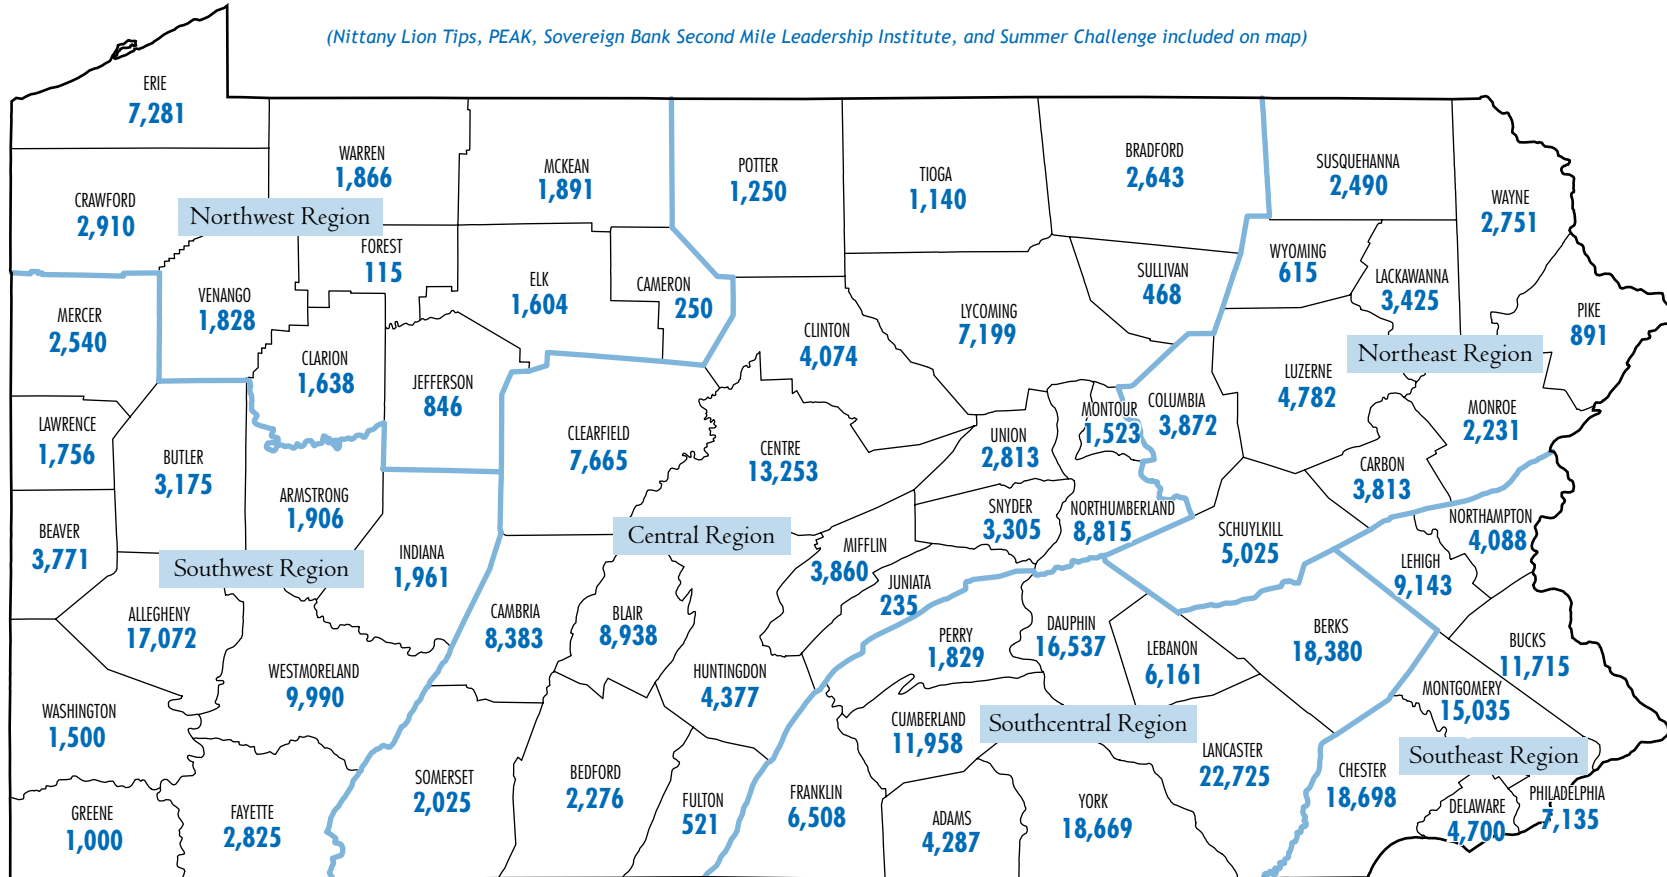 (Nittany Lion Tips, PEAK, Sovereign Bank Second Mile Leadership Institute, and Summer Challenge included on map)
ERIE
7,281
WARREN
1,866
MCKEAN
1,891
POTTER
1,250
TIOGA
1,140
BRADFORD
2,643
SUSQUEHANNA
2,490
WAYNE
2,751
CRAWFORD
2,910
Northwest Region
FOREST
115
ELK
1,604
CAMERON
250
SULLIVAN
468
WYOMING
615
LACKAWANNA
3,425
PIKE
891
MERCER
2,540
VENANGO
1,828
CLARION
1,638
JEFFERSON
846
CLINTON
4,074
LYCOMING
7,199
Northeast Region
LUZERNE
4,782
MONROE
2,231
LAWRENCE
1,756
BUTLER
3,175
CLEARFIELD
7,665
CENTRE
13,253
UNION
2,813
MONTOUR
1,523
COLUMBIA
3,872
CARBON
3,813
ARMSTRONG
1,906
BEAVER
3,771
INDIANA
1,961
Southwest Region
Central Region
MIFFLIN
3,860
SNYDER
3,305
NORTHUMBERLAND
8,815
SCHUYLKILL
5,025
NORTHAMPTON
4,088
LEHIGH
9,143
JUNIATA
235
ALLEGHENY
17,072
CAMBRIA
8,383
BLAIR
8,938
PERRY
1,829
DAUPHIN
16,537
LEBANON
6,161
BERKS
18,380
BUCKS
11,715
WESTMORELAND
9,990
HUNTINGDON
4,377
MONTGOMERY
15,035
WASHINGTON
1,500
CUMBERLAND
11,958
Southcentral Region
LANCASTER
22,725
Southeast Region
CHESTER
18,698
SOMERSET
2,025
BEDFORD
2,276
FULTON
521
FRANKLIN
6,508
ADAMS
4,287
YORK
18,669
DELAWARE
4,700
PHILADELPHIA
7,135
GREENE
1,000
FAYETTE
2,825